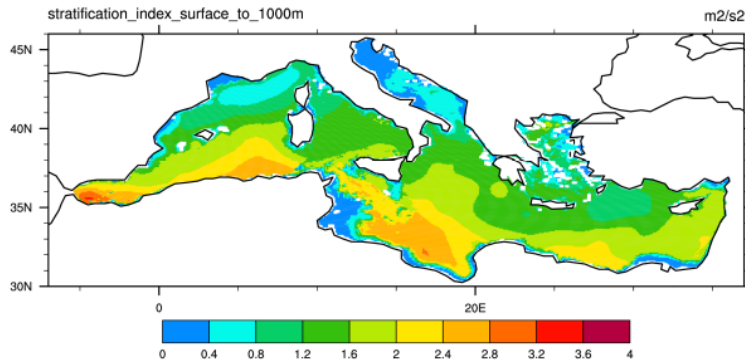 stratification_index_surface_to_1000m m2/s2
45N
40N
35N
30N
0 20E
0 0.4 0.8 1.2 1.6 2 2.4 2.8 3.2 3.6 4